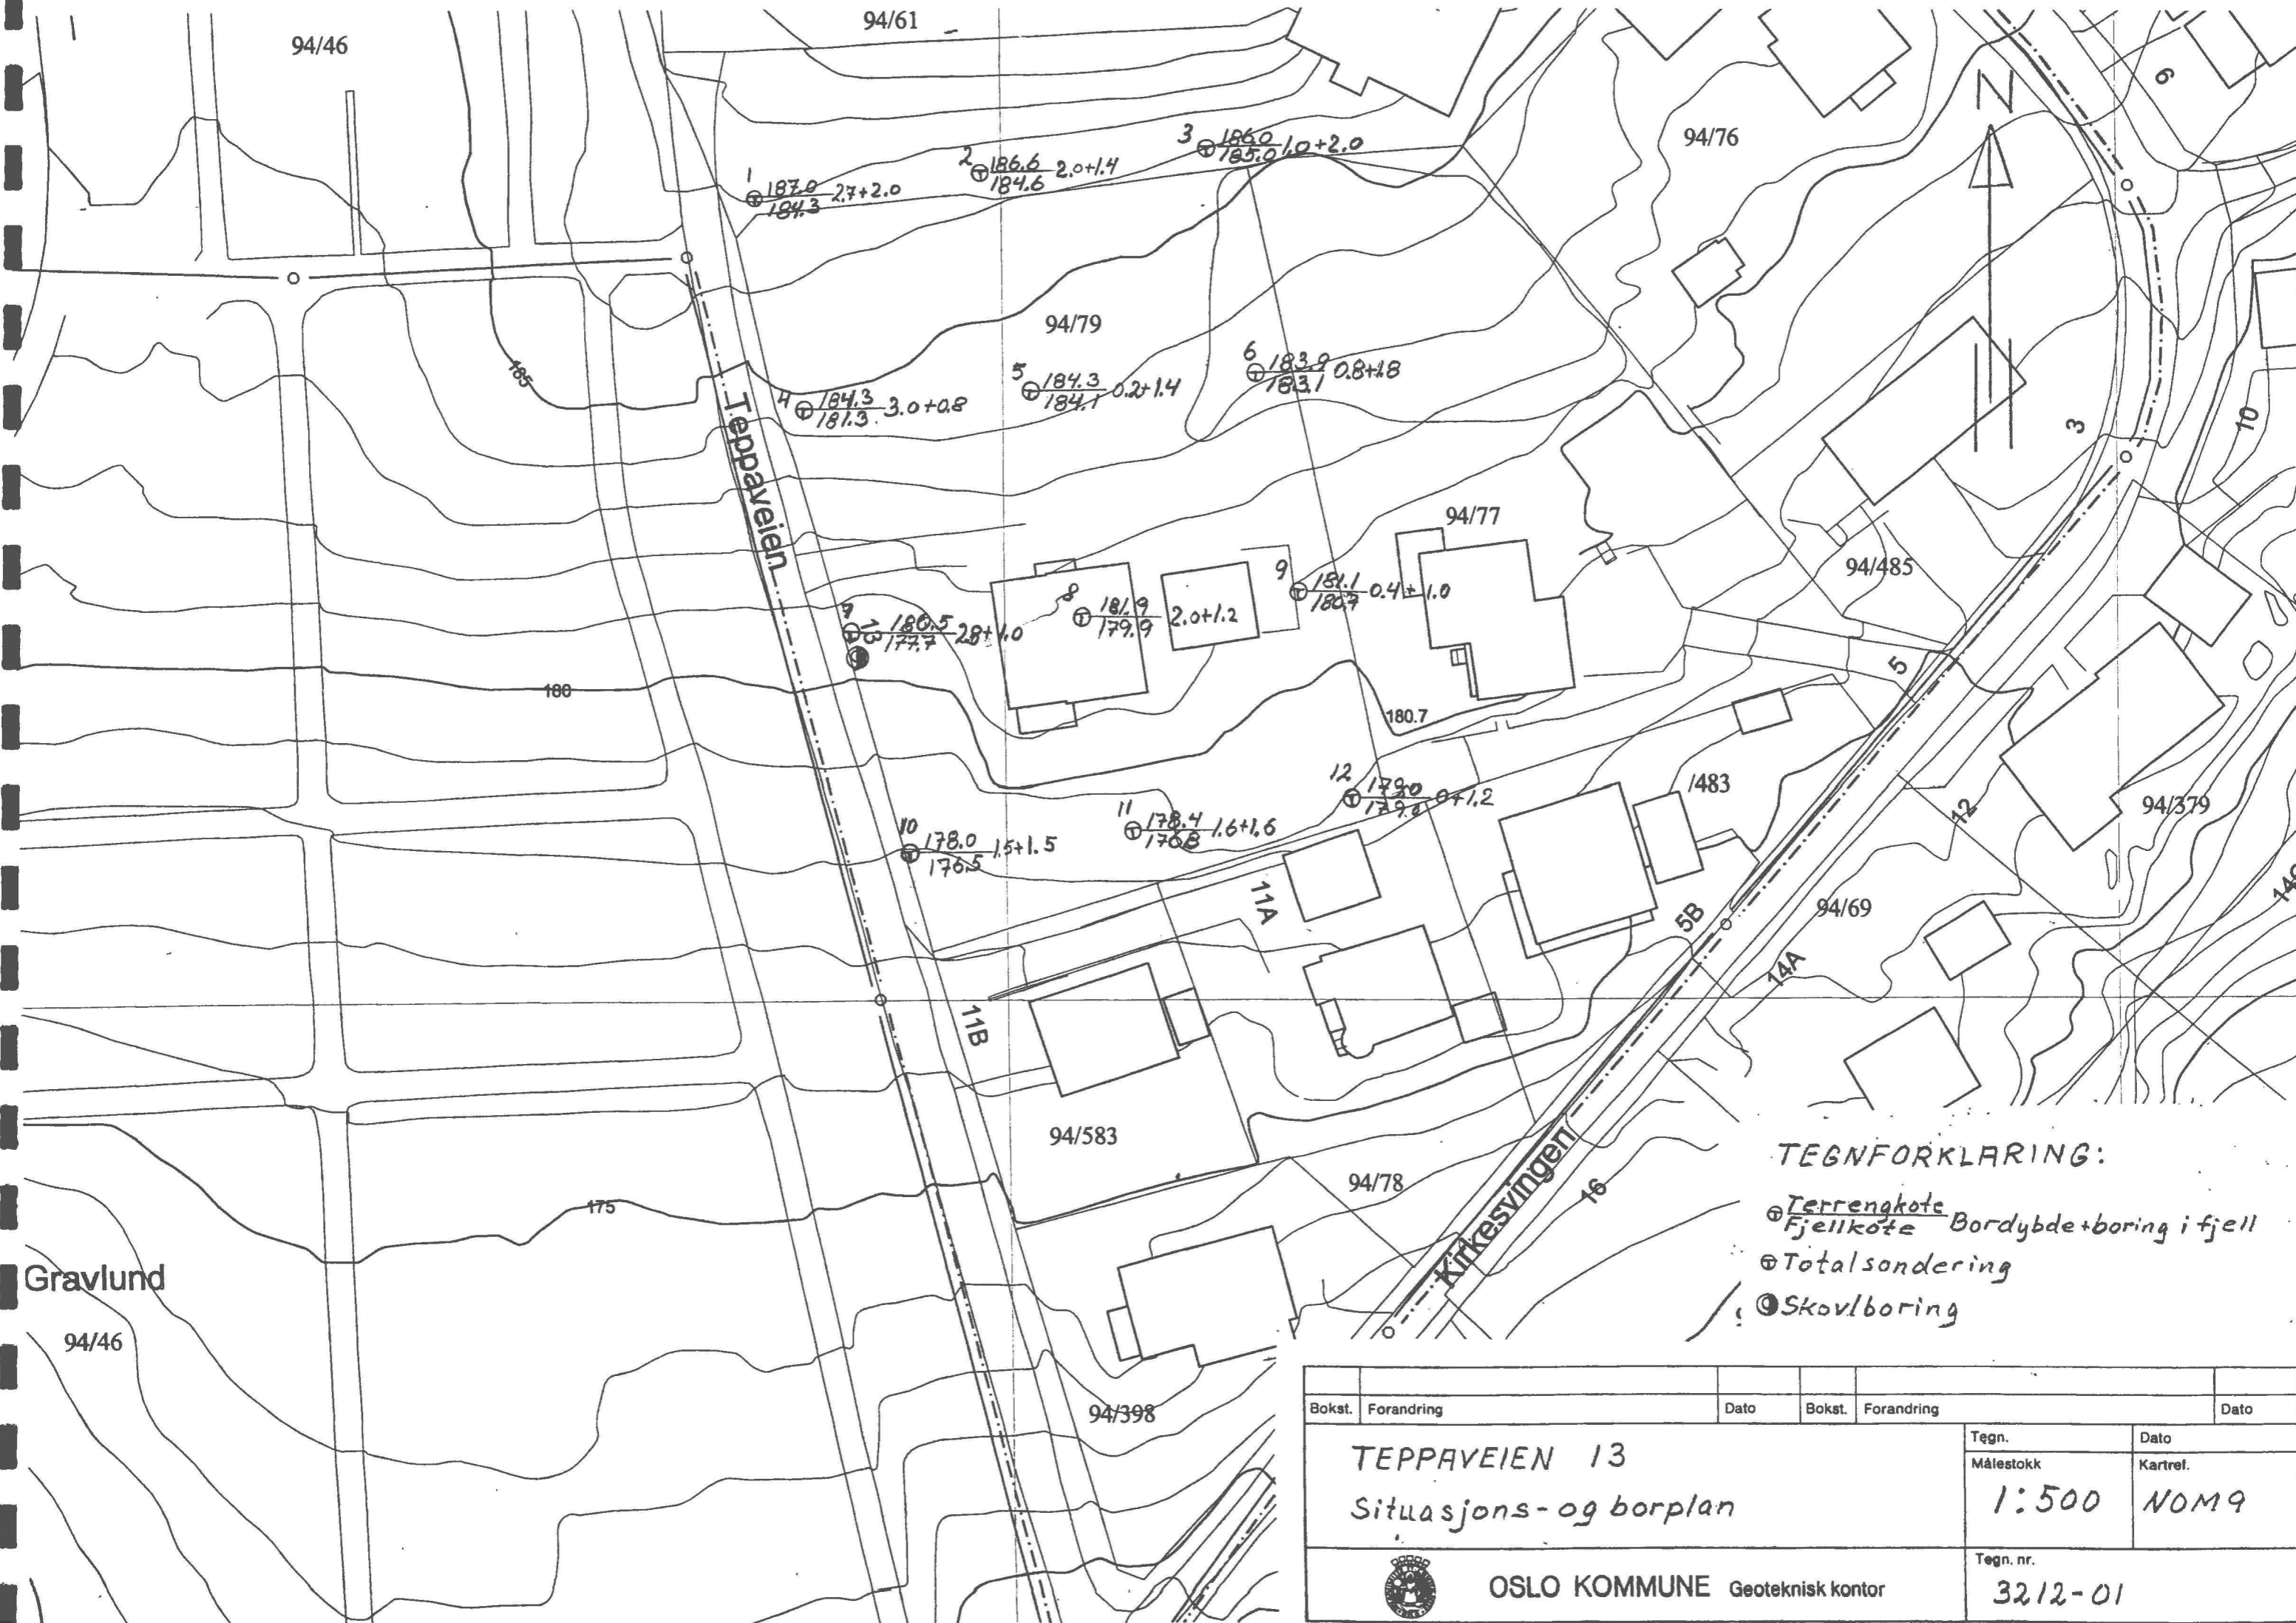 94/61
94/46
94/76
6
N
1 187.0 2.7+2.0
184.3
2 186.6 2.0+1.4
184.6
3 186.0 1.0+2.0
185.0
94/79
185
4 184.3 3.0+0.8
181.3
5 184.3 0.2+1.4
184.1
6 183.9 0.8+1.8
183.1
3
10
Teppaveien
94/77
94/485
7 180.5 2.8+1.0
177.7
13
8 181.9 2.0+1.2
179.9
9 181.1 0.4+1.0
180.7
180
180.7
5
/483
12
94/379
10 178.0 1.5+1.5
176.5
11 178.4 1.6+1.6
176.8
12 179.0 0+1.2
179.0
11A
5B
94/69
14A
11B
94/583
94/78
16
Kirkesvingen
175
Gravlund
94/46
94/398
TEGNFORKLARING:
Terrengkote
Fjellkote Bordybde+boring i fjell
Totalsondering
Skovlboring
Bokst. Forandring Dato Bokst. Forandring Dato
TEPPAVEIEN 13
Situasjons- og borplan
Tegn. Dato
Målestokk Kartref.
1:500 NOM9
OSLO KOMMUNE Geoteknisk kontor
Tegn. nr.
3212-01